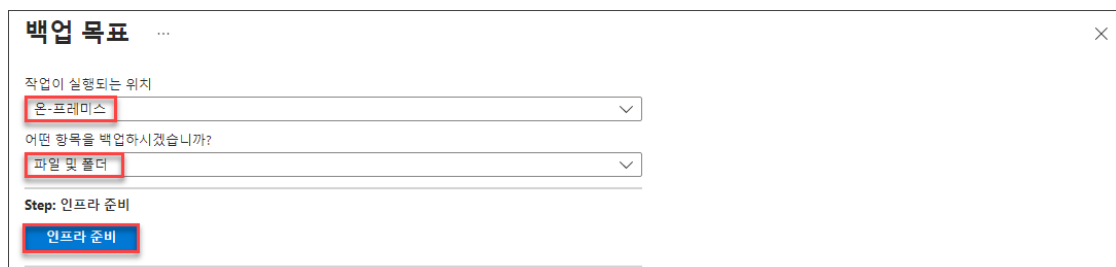 백업 목표 ...
작업이 실행되는 위치
온-프레미스
어떤 항목을 백업하시겠습니까?
파일 및 폴더
Step: 인프라 준비
인프라 준비